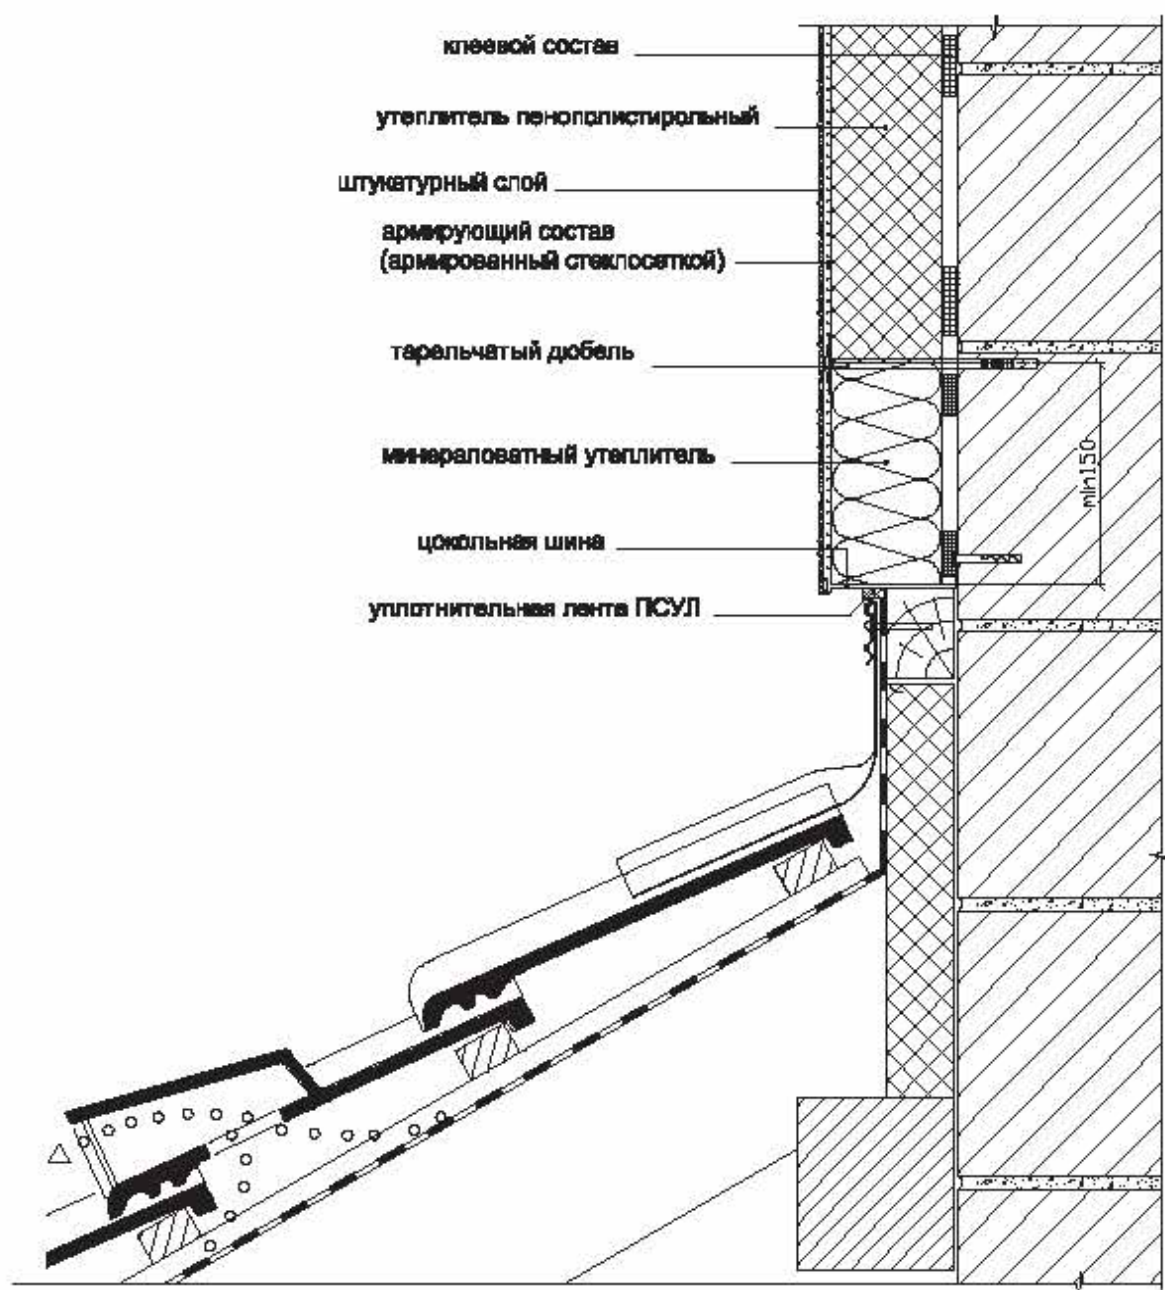 клеевой состав
утеплитель пенополистирольный
штукатурный слой
армирующий состав
(армированный стеклосеткой)
тарельчатый дюбель
минераловатный утеплитель
min150
цокольная шина
уплотнительная лента ПСУЛ